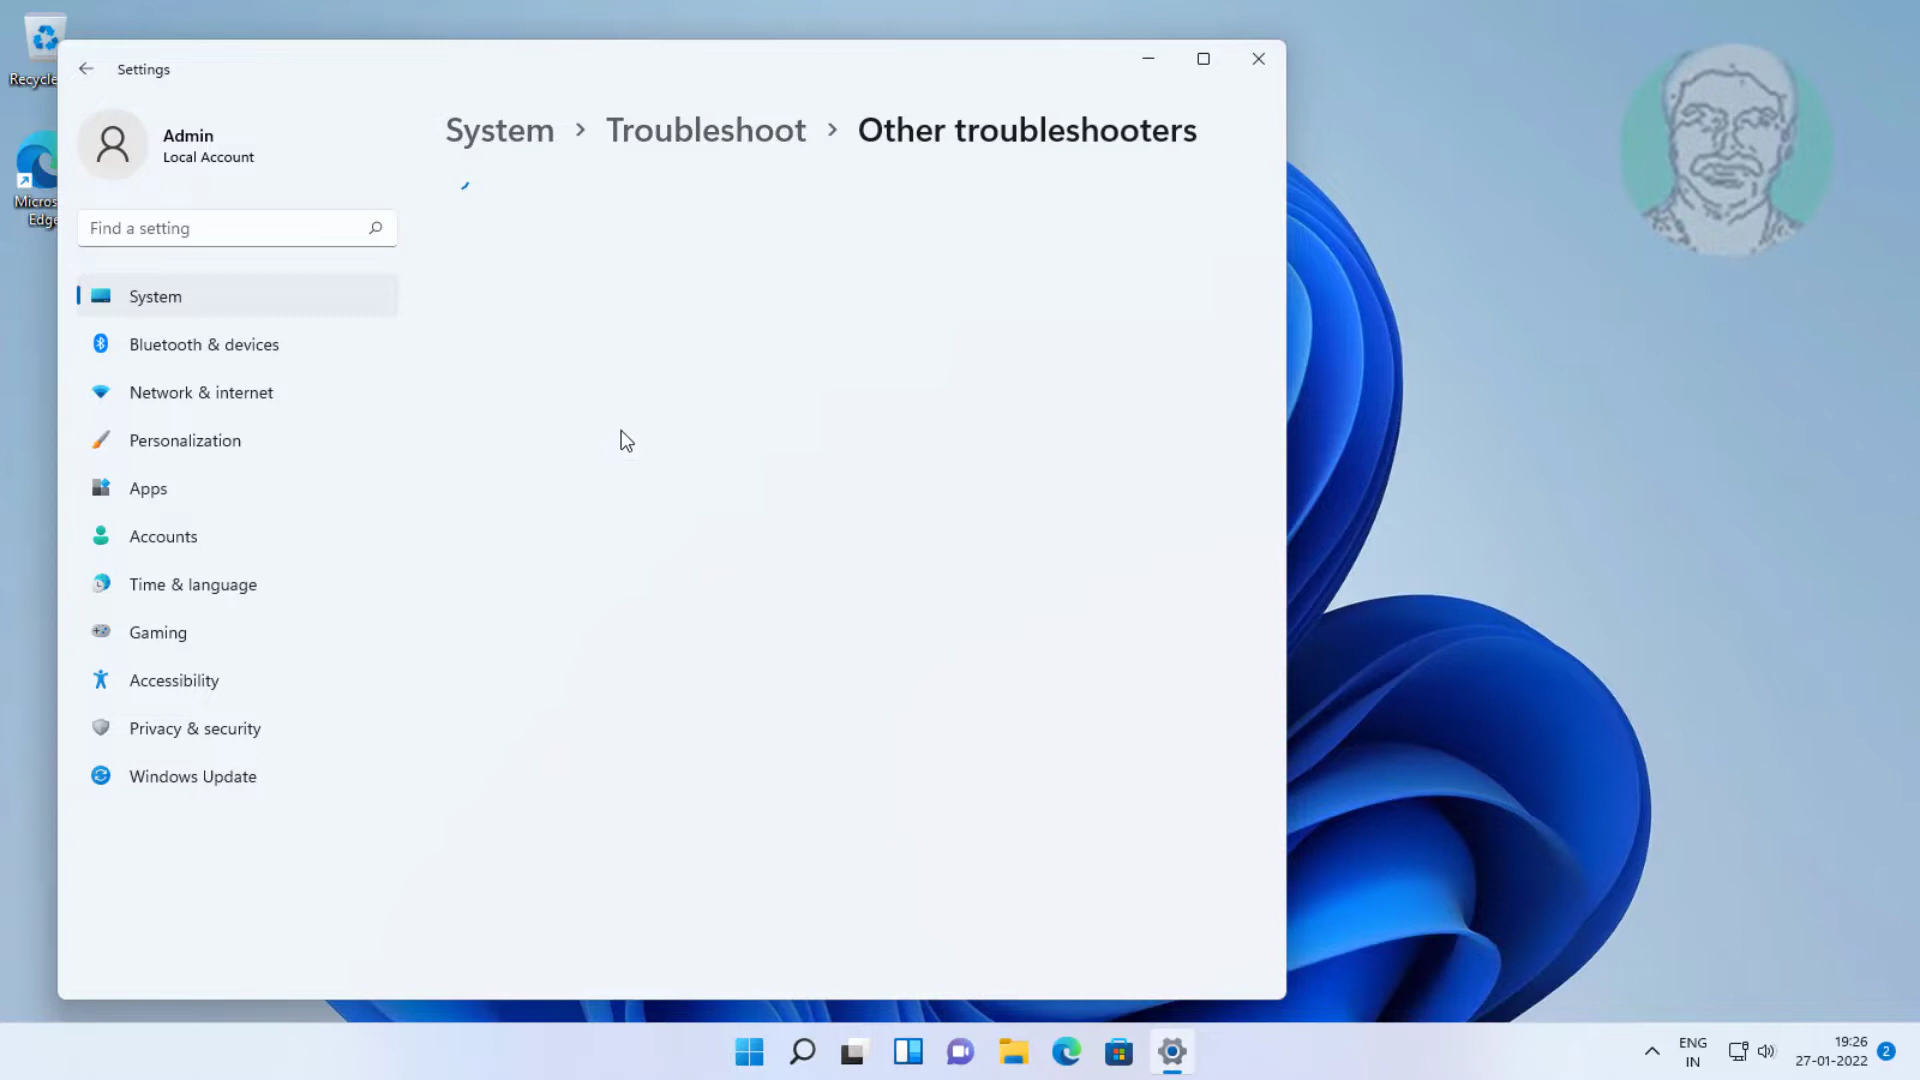 Recycle
Micros
Edge
Settings
Admin
Local Account
Find a setting
System
Bluetooth & devices
Network & internet
Personalization
Apps
Accounts
Time & language
Gaming
Accessibility
Privacy & security
Windows Update
System > Troubleshoot > Other troubleshooters
ENG
IN
19:26
27-01-2022
2